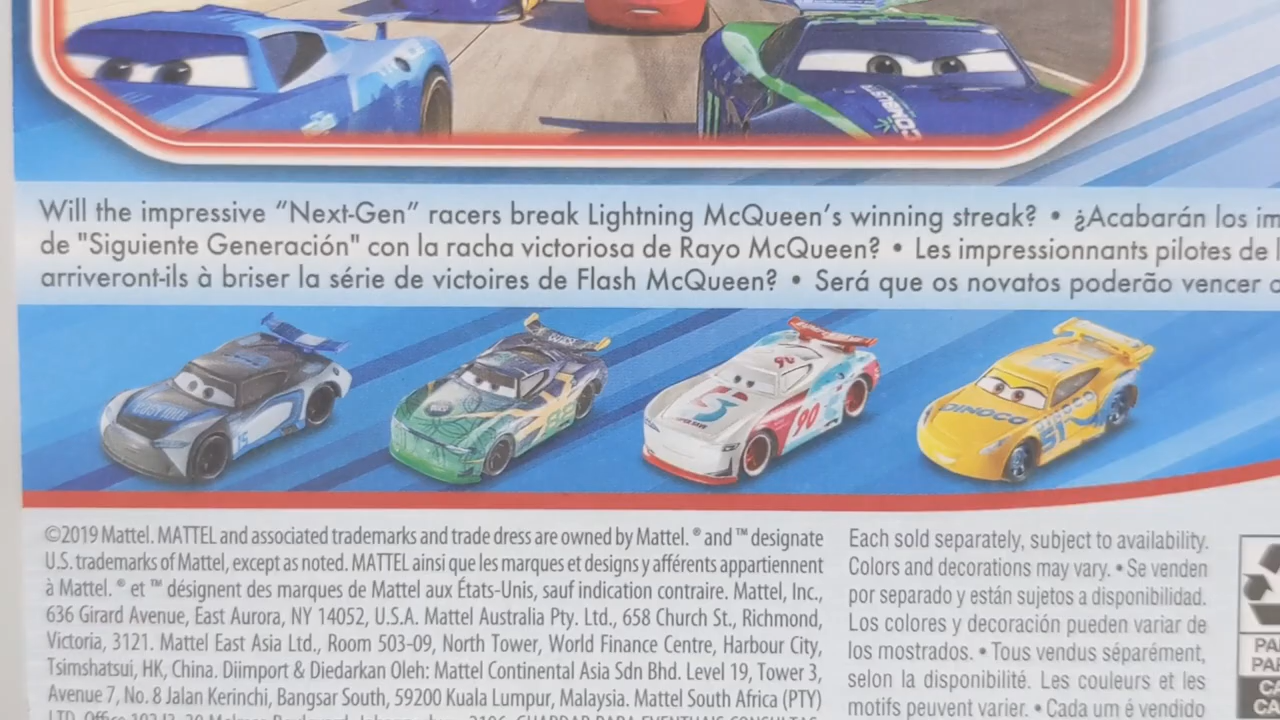 COMBUSTR
Will the impressive “Next-Gen” racers break Lightning McQueen’s winning streak? • ¿Acabarán los im
de "Siguiente Generación" con la racha victoriosa de Rayo McQueen? • Les impressionnants pilotes de
arriveront-ils à briser la série de victoires de Flash McQueen? • Será que os novatos poderão vencer
15
90
90
DINOCO
DINOCO
51
©2019 Mattel. MATTEL and associated trademarks and trade dress are owned by Mattel. ® and ™ designate
U.S. trademarks of Mattel, except as noted. MATTEL ainsi que les marques et designs y afférents appartiennent
à Mattel. ® et ™ désignent des marques de Mattel aux États-Unis, sauf indication contraire. Mattel, Inc.,
636 Girard Avenue, East Aurora, NY 14052, U.S.A. Mattel Australia Pty. Ltd., 658 Church St., Richmond,
Victoria, 3121. Mattel East Asia Ltd., Room 503-09, North Tower, World Finance Centre, Harbour City,
Tsimshatsui, HK, China. Diimport & Diedarkan Oleh: Mattel Continental Asia Sdn Bhd. Level 19, Tower 3,
Avenue 7, No. 8 Jalan Kerinchi, Bangsar South, 59200 Kuala Lumpur, Malaysia. Mattel South Africa (PTY)
Each sold separately, subject to availability.
Colors and decorations may vary. • Se venden
por separado y están sujetos a disponibilidad.
Los colores y decoración pueden variar de
los mostrados. • Tous vendus séparément,
selon la disponibilité. Les couleurs et les
motifs peuvent varier. • Cada um é vendido
PA
PA
CA
CA